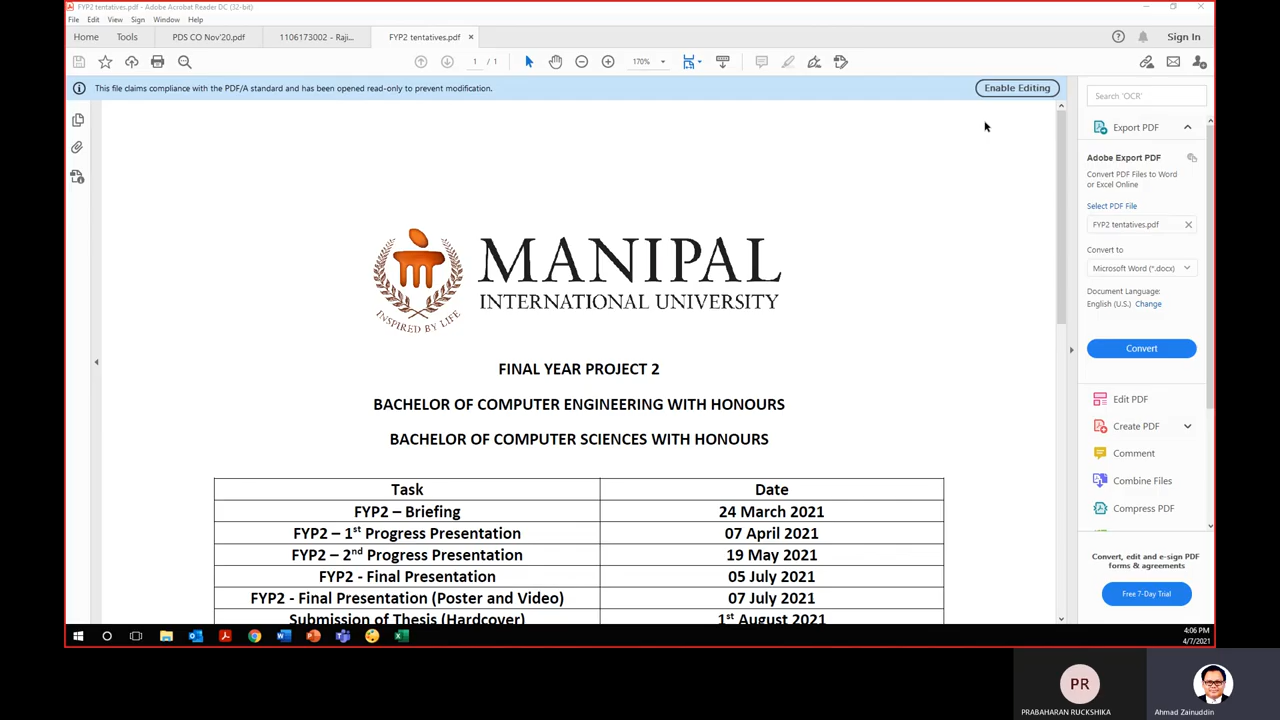 FYP2 tentatives.pdf - Adobe Acrobat Reader DC (32-bit)
File Edit View Sign Window Help
Home Tools PDS CO Nov'20.pdf 1106173002 - Raji... FYP2 tentatives.pdf × Sign In
1 / 1 170%
This file claims compliance with the PDF/A standard and has been opened read-only to prevent modification. Enable Editing
Search 'OCR'
Export PDF
Adobe Export PDF
Convert PDF Files to Word
or Excel Online
Select PDF File
FYP2 tentatives.pdf
Convert to
Microsoft Word (*.docx)
Document Language:
English (U.S.) Change
Convert
Edit PDF
Create PDF
Comment
Combine Files
Compress PDF
Convert, edit and e-sign PDF
forms & agreements
Free 7-Day Trial
MANIPAL
INTERNATIONAL UNIVERSITY
INSPIRED BY LIFE
FINAL YEAR PROJECT 2
BACHELOR OF COMPUTER ENGINEERING WITH HONOURS
BACHELOR OF COMPUTER SCIENCES WITH HONOURS
Task Date
FYP2 – Briefing 24 March 2021
FYP2 – 1st Progress Presentation 07 April 2021
FYP2 – 2nd Progress Presentation 19 May 2021
FYP2 - Final Presentation 05 July 2021
FYP2 - Final Presentation (Poster and Video) 07 July 2021
Submission of Thesis (Hardcover) 1st August 2021
4:06 PM
4/7/2021
PR
PRABAHARAN RUCKSHIKA
Ahmad Zainuddin